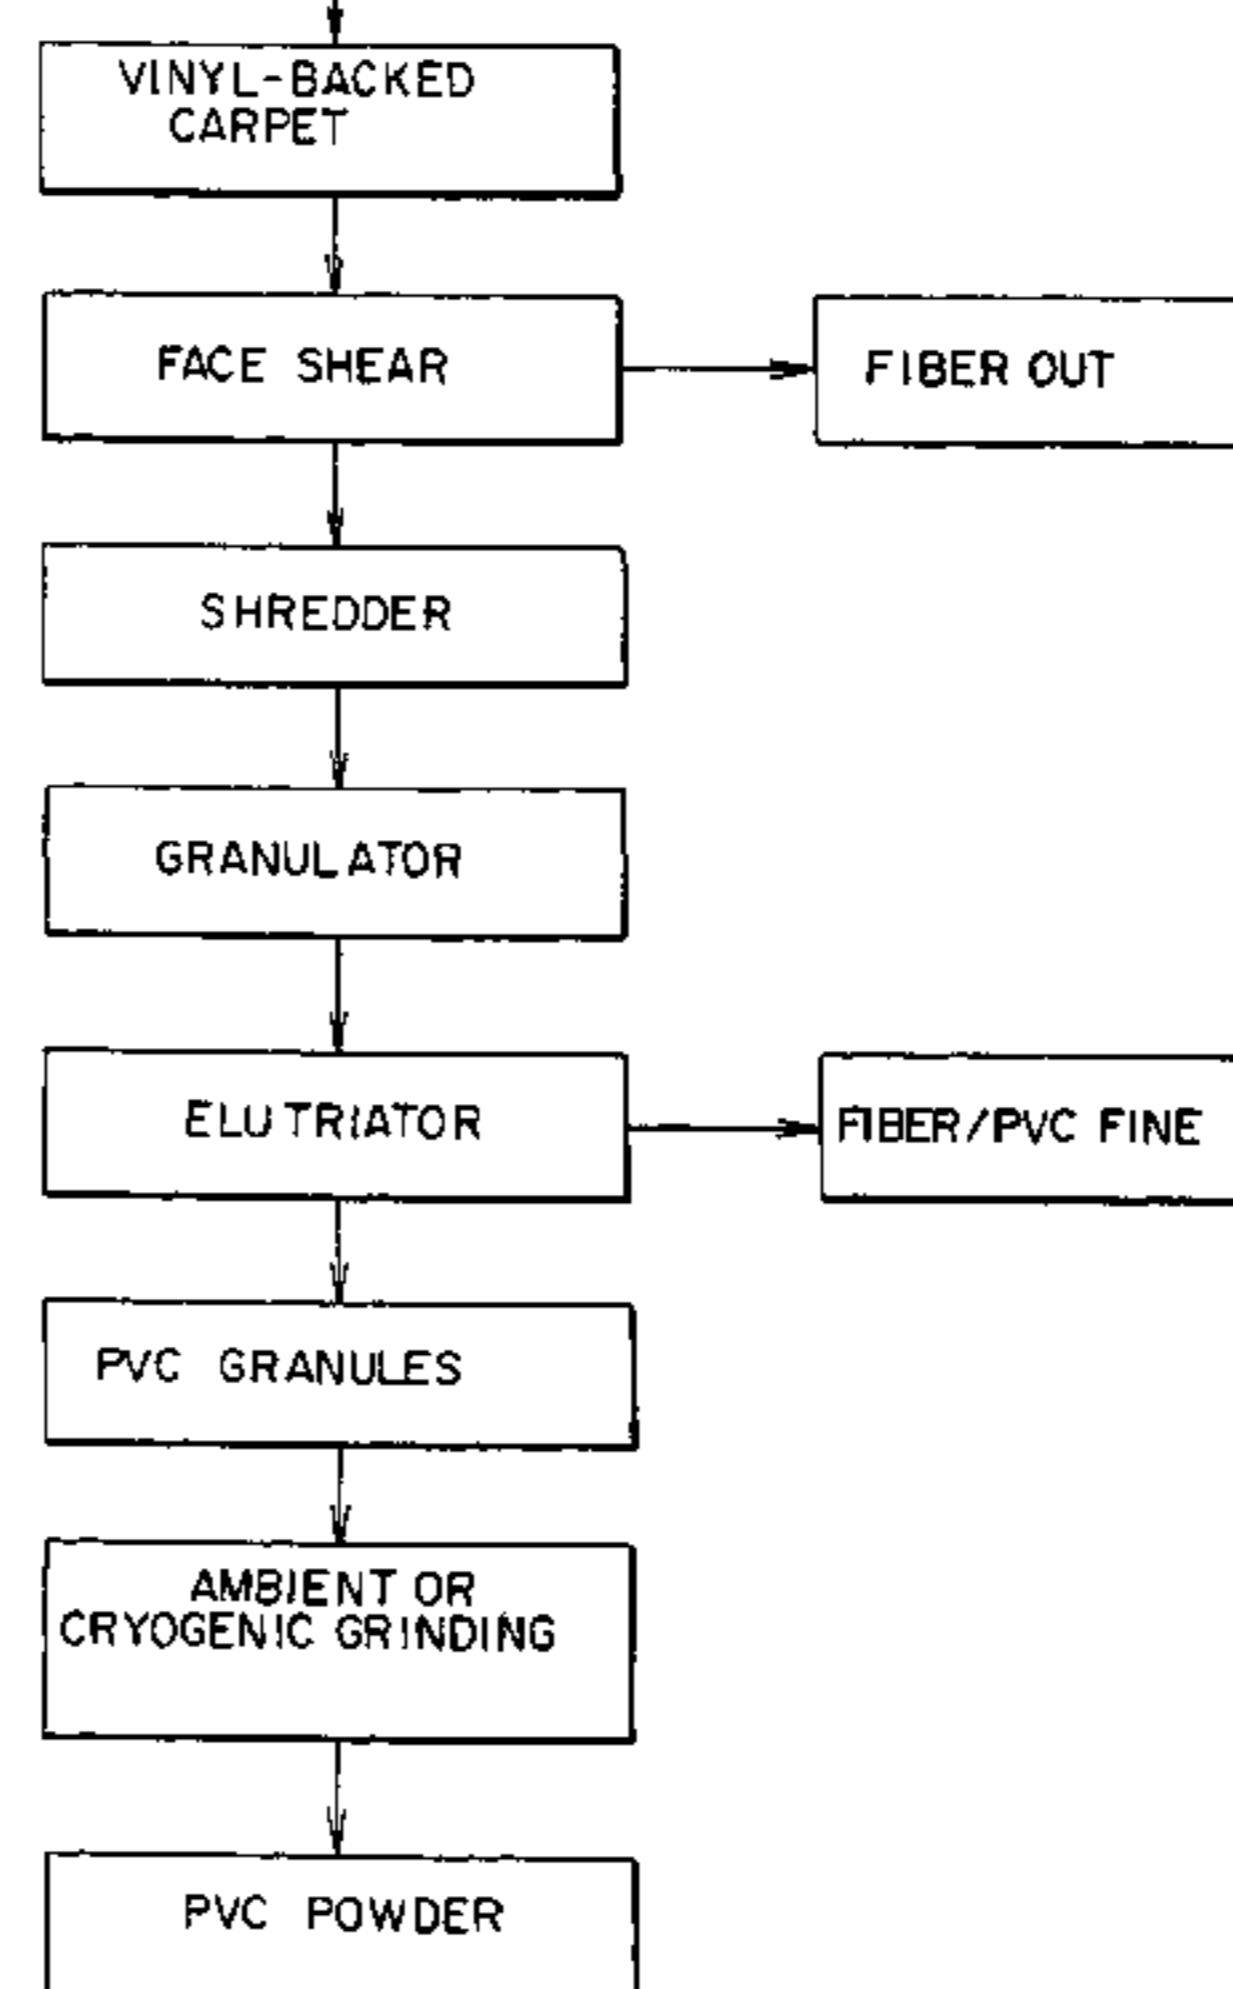 VINYL-BACKED
CARPET
FACE SHEAR
FIBER OUT
SHREDDER
GRANULATOR
ELUTRIATOR
FIBER/PVC FINE
PVC GRANULES
AMBIENT OR
CRYOGENIC GRINDING
PVC POWDER